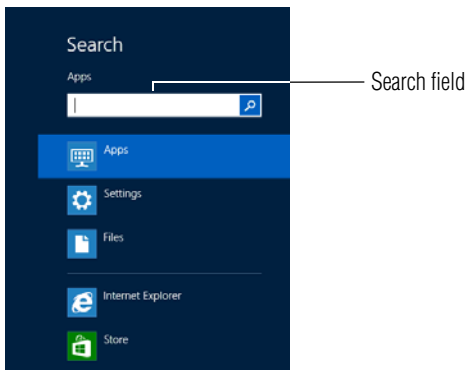 Search
Apps
Search field
Apps
Settings
Files
Internet Explorer
Store